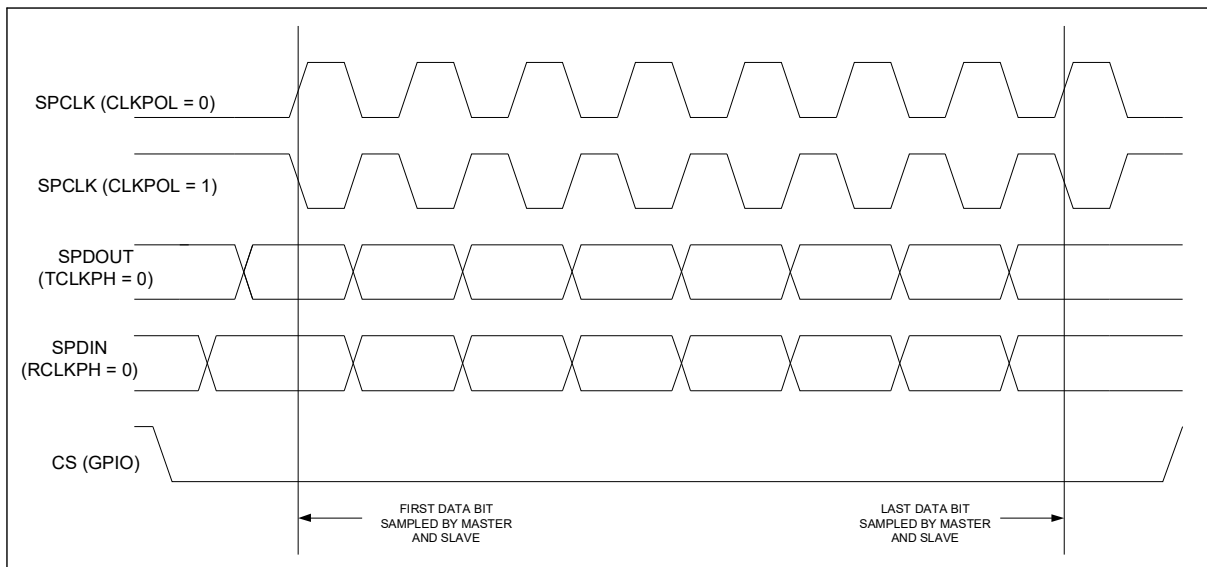 SPCLK (CLKPOL = 0)
SPCLK (CLKPOL = 1)
SPDOUT
(TCLKPH = 0)
SPDIN
(RCLKPH = 0)
CS (GPIO)
FIRST DATA BIT
SAMPLED BY MASTER
AND SLAVE
LAST DATA BIT
SAMPLED BY MASTER
AND SLAVE